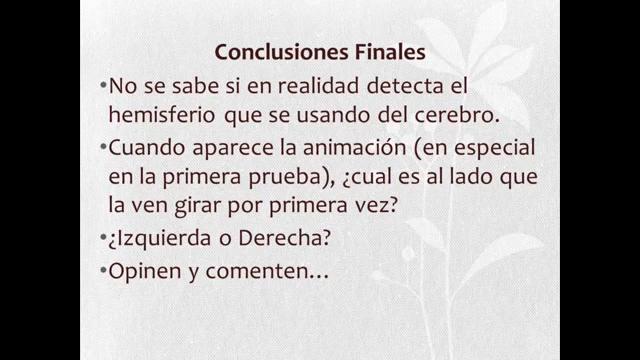 Conclusiones Finales
•No se sabe si en realidad detecta el
hemisferio que se usando del cerebro.
•Cuando aparece la animación (en especial
en la primera prueba), ¿cual es al lado que
la ven girar por primera vez?
•¿Izquierda o Derecha?
•Opinen y comenten…